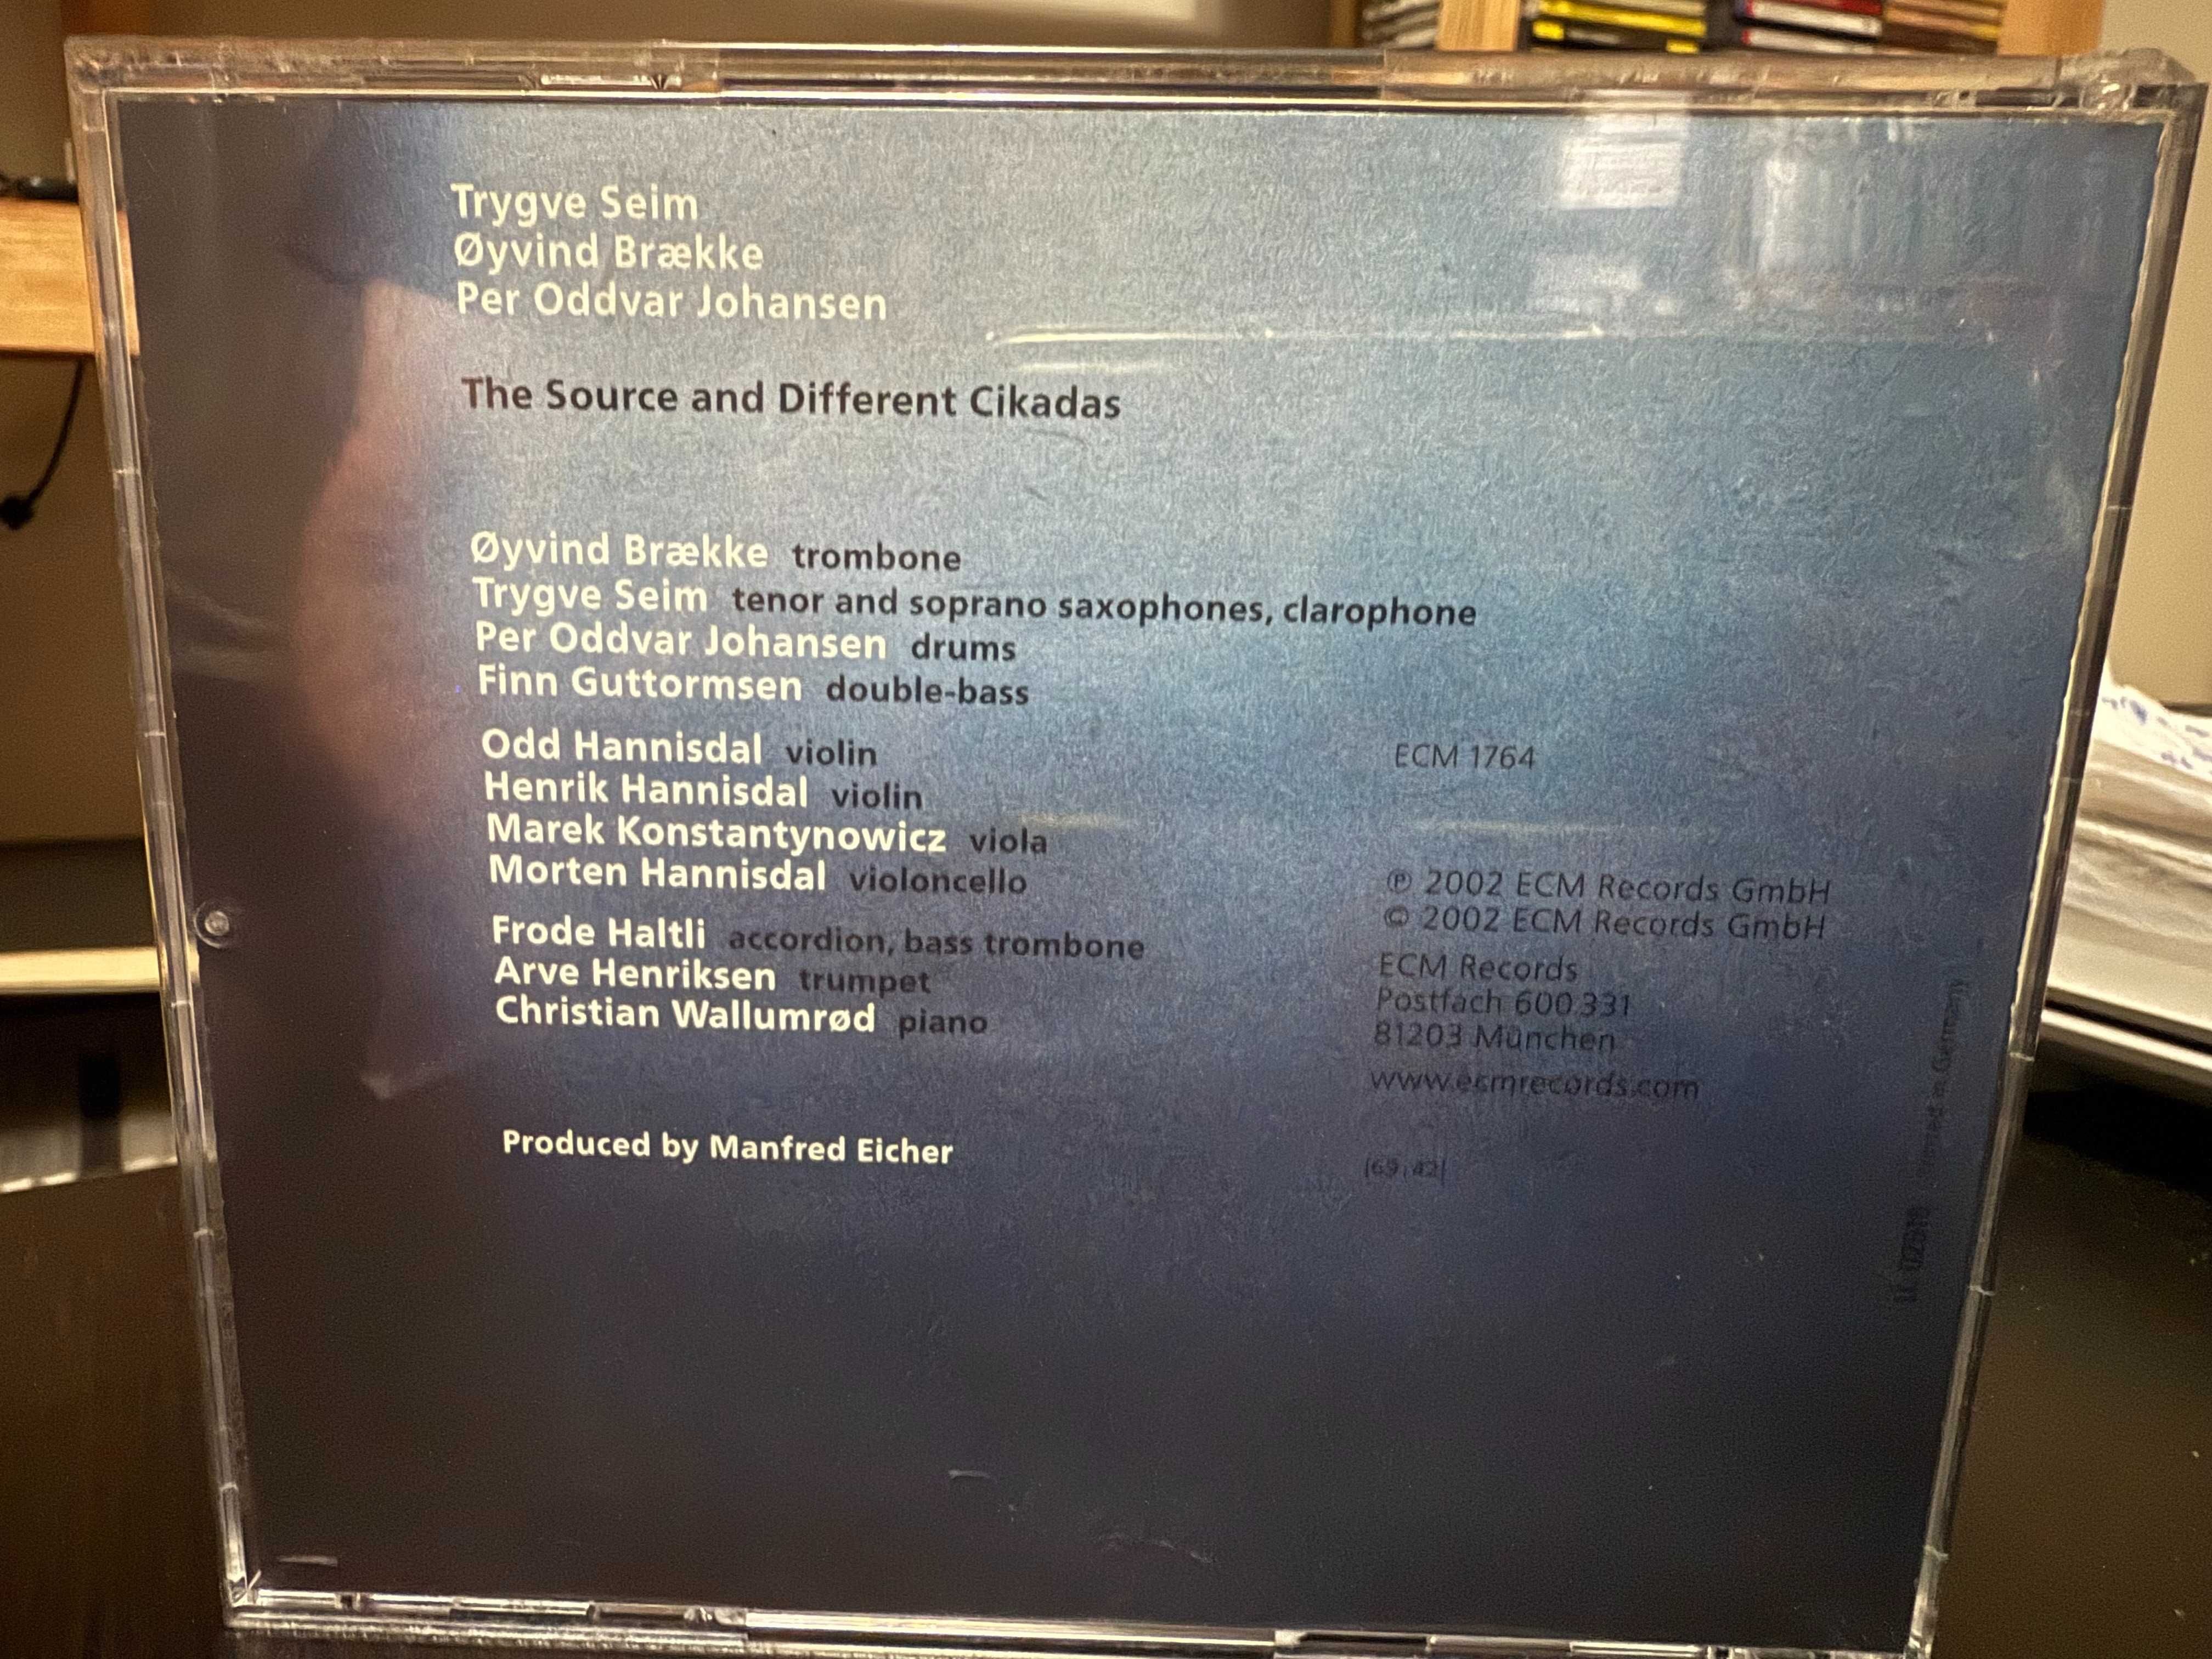 Trygve Seim
Øyvind Brække
Per Oddvar Johansen
The Source and Different Cikadas
Øyvind Brække trombone
Trygve Seim tenor and soprano saxophones, clarophone
Per Oddvar Johansen drums
Finn Guttormsen double-bass
Odd Hannisdal violin
Henrik Hannisdal violin
Marek Konstantynowicz viola
Morten Hannisdal violoncello
Frode Haltli accordion, bass trombone
Arve Henriksen trumpet
Christian Wallumrød piano
Produced by Manfred Eicher
ECM 1764
℗ 2002 ECM Records GmbH
© 2002 ECM Records GmbH
ECM Records
Postfach 600 331
81203 München
www.ecmrecords.com
Printed in Germany